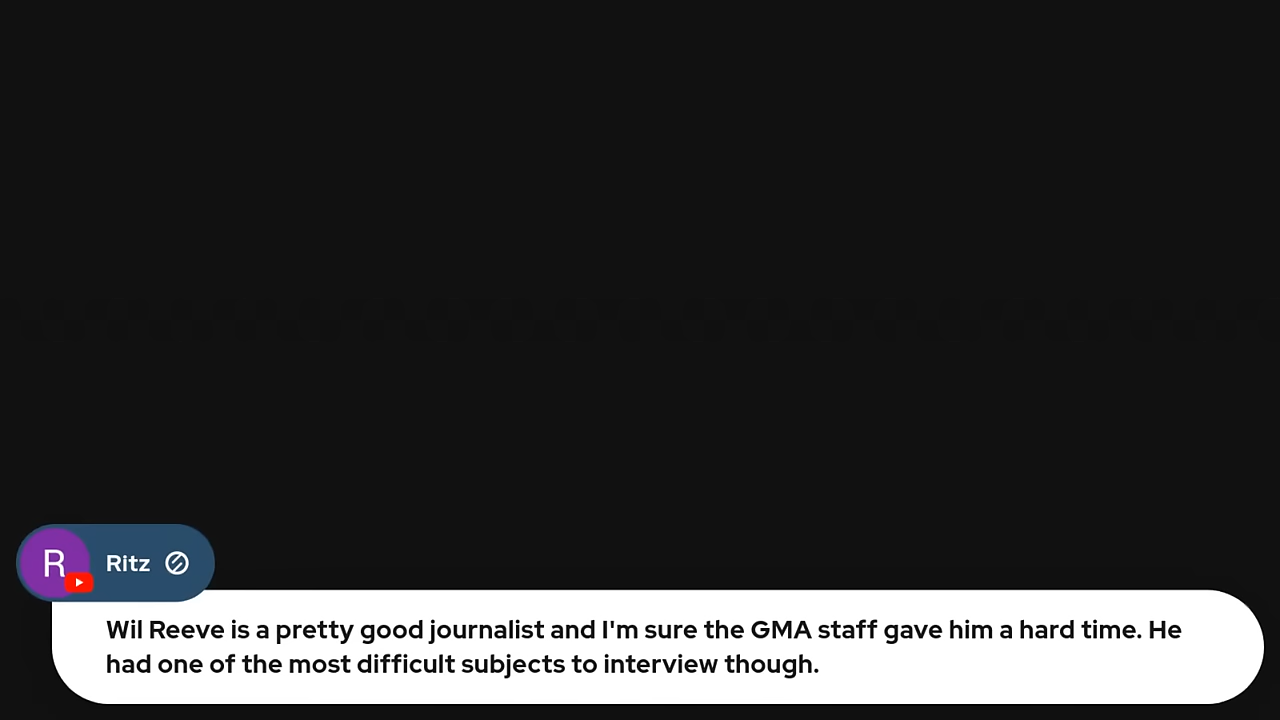 R
Ritz
Wil Reeve is a pretty good journalist and I'm sure the GMA staff gave him a hard time. He
had one of the most difficult subjects to interview though.